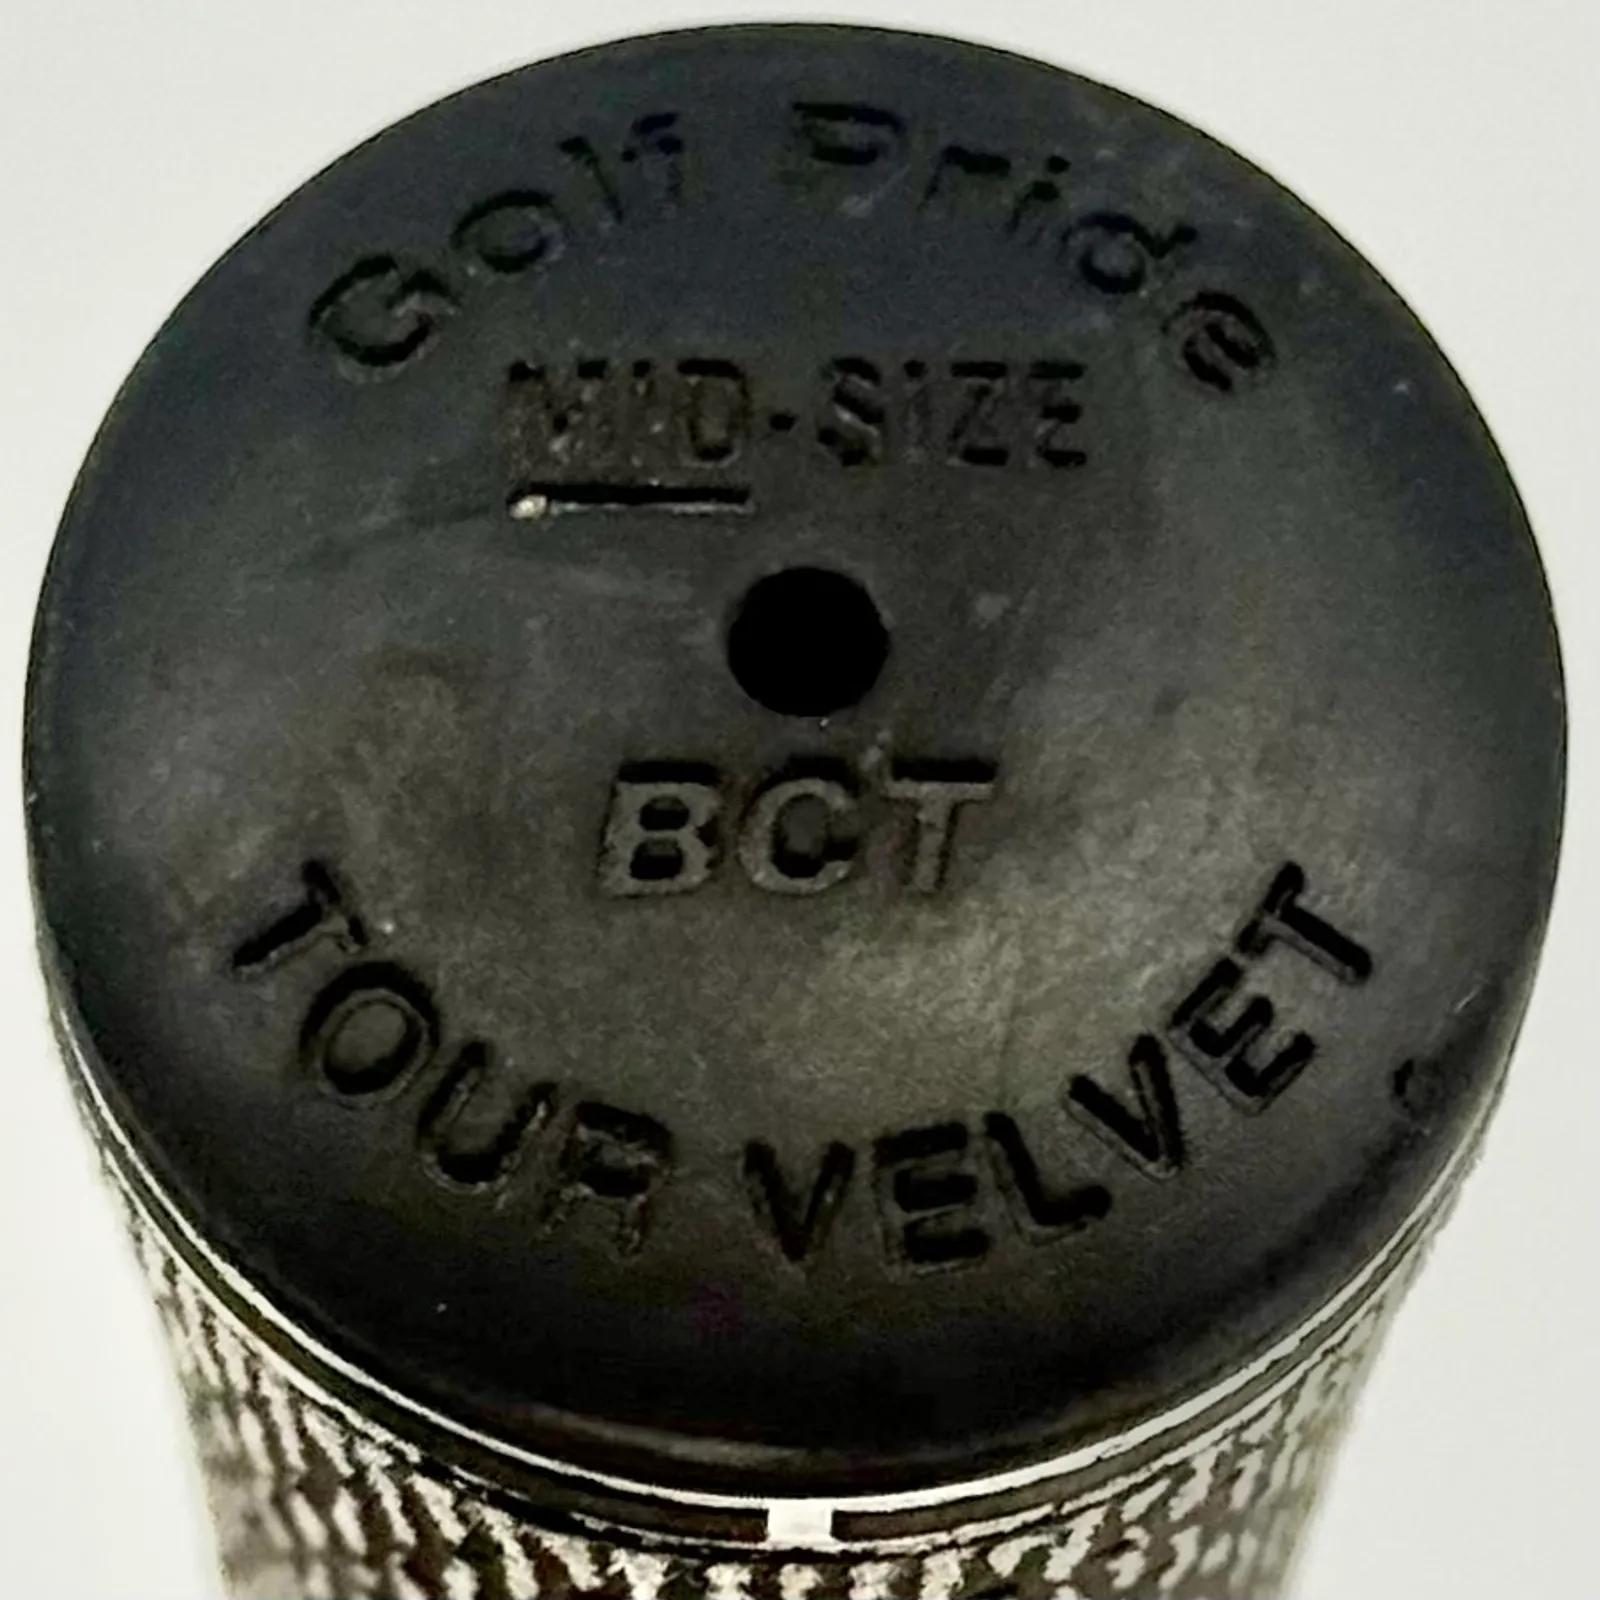 Golf Pride
MID-SIZE
BCT
TOUR VELVET